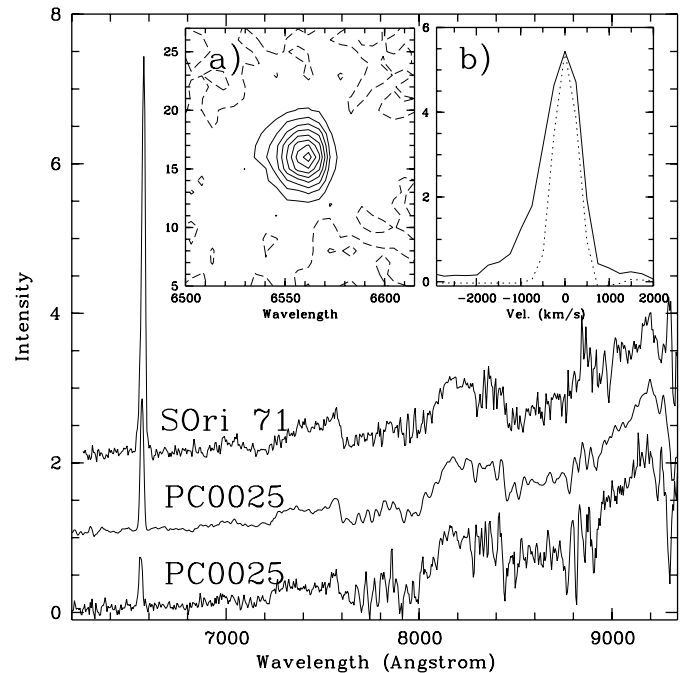 8
6
4
2
0
Intensity
a)
25
20
15
10
5
6500
6550
6600
Wavelength
b)
6
4
2
0
-2000
-1000
0
1000
2000
Vel. (km/s)
SOri 71
PC0025
PC0025
7000
8000
9000
Wavelength (Angstrom)